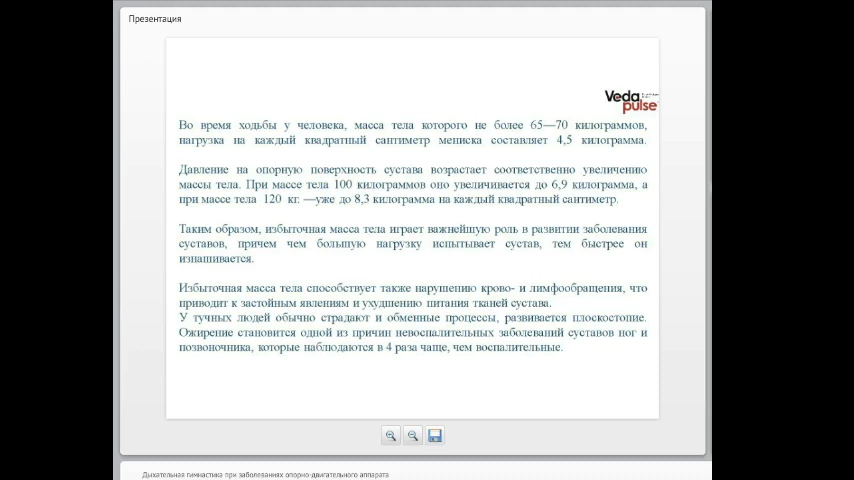 Презентация
Veda
pulse
Во время ходьбы у человека, масса тела которого не более 65—70 килограммов,
нагрузка на каждый квадратный сантиметр мениска составляет 4,5 килограмма.
Давление на опорную поверхность сустава возрастает соответственно увеличению
массы тела. При массе тела 100 килограммов оно увеличивается до 6,9 килограмма, а
при массе тела 120 кг. —уже до 8,3 килограмма на каждый квадратный сантиметр.
Таким образом, избыточная масса тела играет важнейшую роль в развитии заболевания
суставов, причем чем большую нагрузку испытывает сустав, тем быстрее он
изнашивается.
Избыточная масса тела способствует также нарушению крово- и лимфообращения, что
приводит к застойным явлениям и ухудшению питания тканей сустава.
У тучных людей обычно страдают и обменные процессы, развивается плоскостопие.
Ожирение становится одной из причин невоспалительных заболеваний суставов ног и
позвоночника, которые наблюдаются в 4 раза чаще, чем воспалительные.
Дыхательная гимнастика при заболеваниях опорно-двигательного аппарата